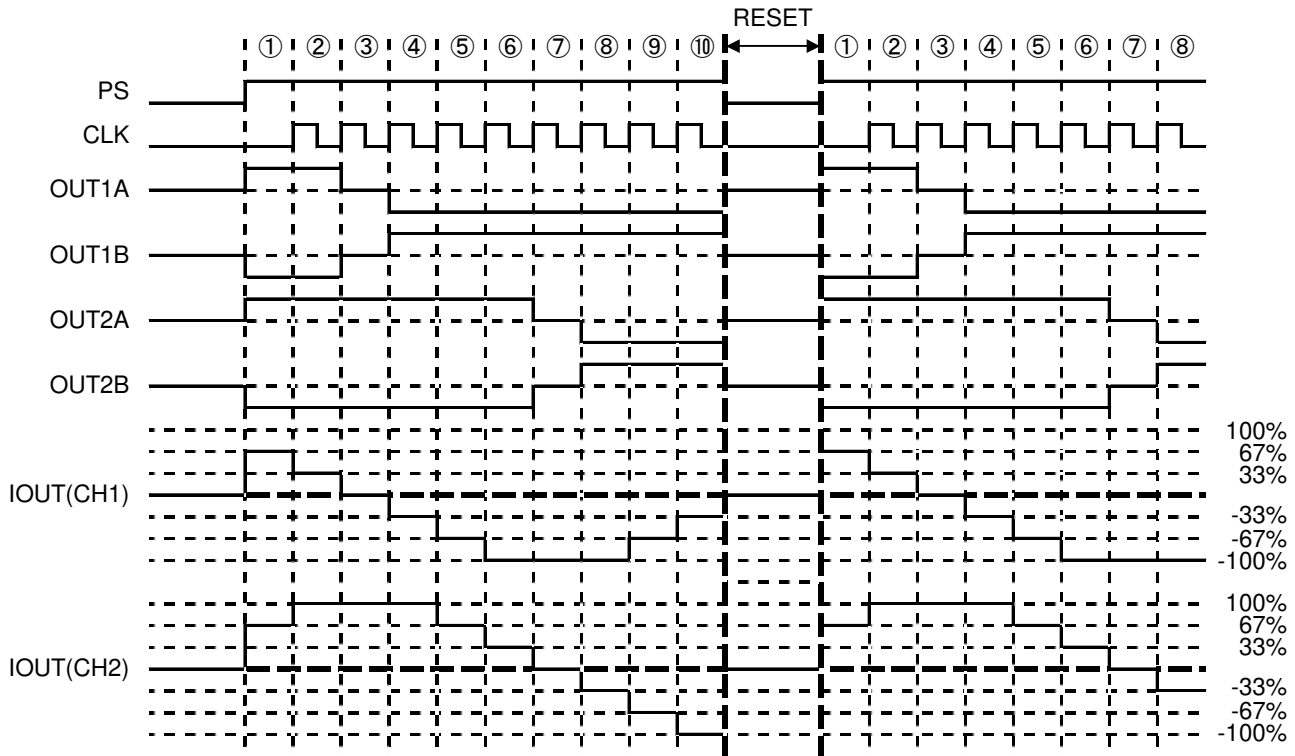 RESET
① ② ③ ④ ⑤ ⑥ ⑦ ⑧ ⑨ ⑩ ① ② ③ ④ ⑤ ⑥ ⑦ ⑧
PS
CLK
OUT1A
OUT1B
OUT2A
OUT2B
100%
67%
33%
IOUT(CH1)
-33%
-67%
-100%
100%
67%
33%
IOUT(CH2)
-33%
-67%
-100%